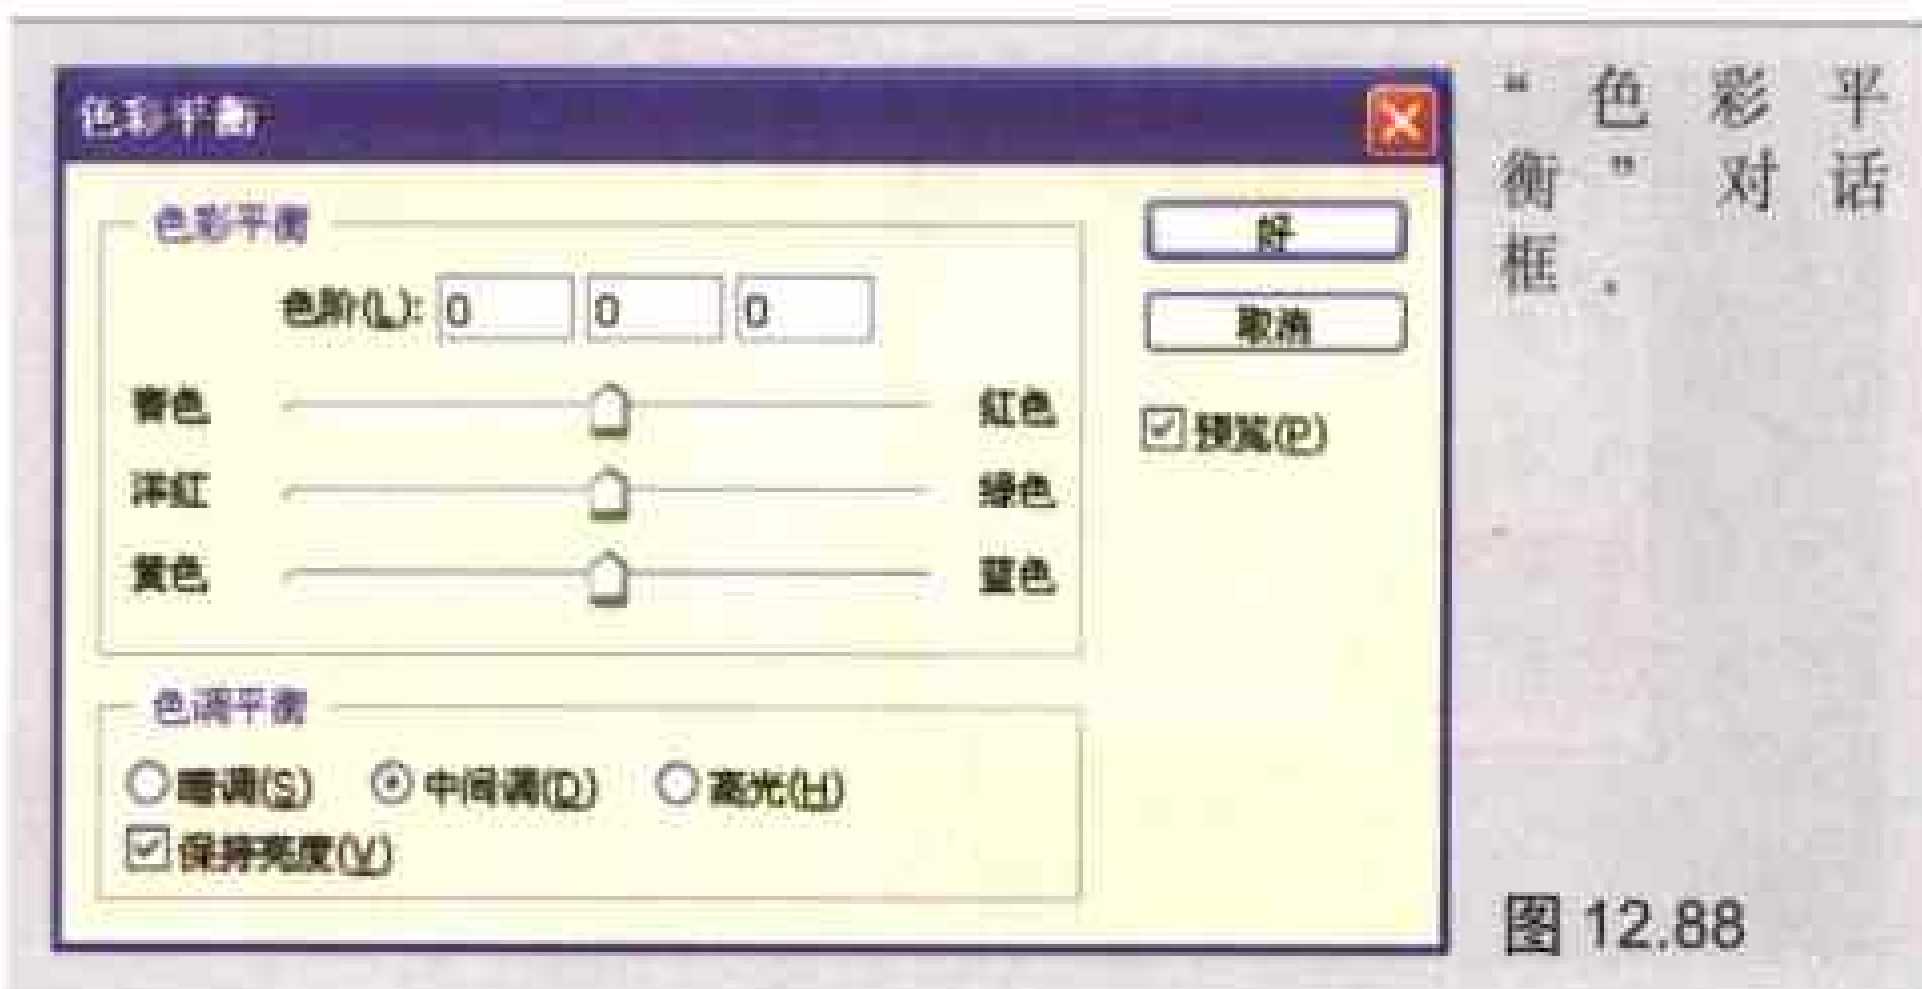 色彩平衡
色彩平衡
色阶(L): 0 0 0
青色 红色
洋红 绿色
黄色 蓝色
色调平衡
暗调(S) 中间调(D) 高光(H)
保持亮度(V)
好
取消
预览(P)
“色彩平
衡”对话
框。
图 12.88